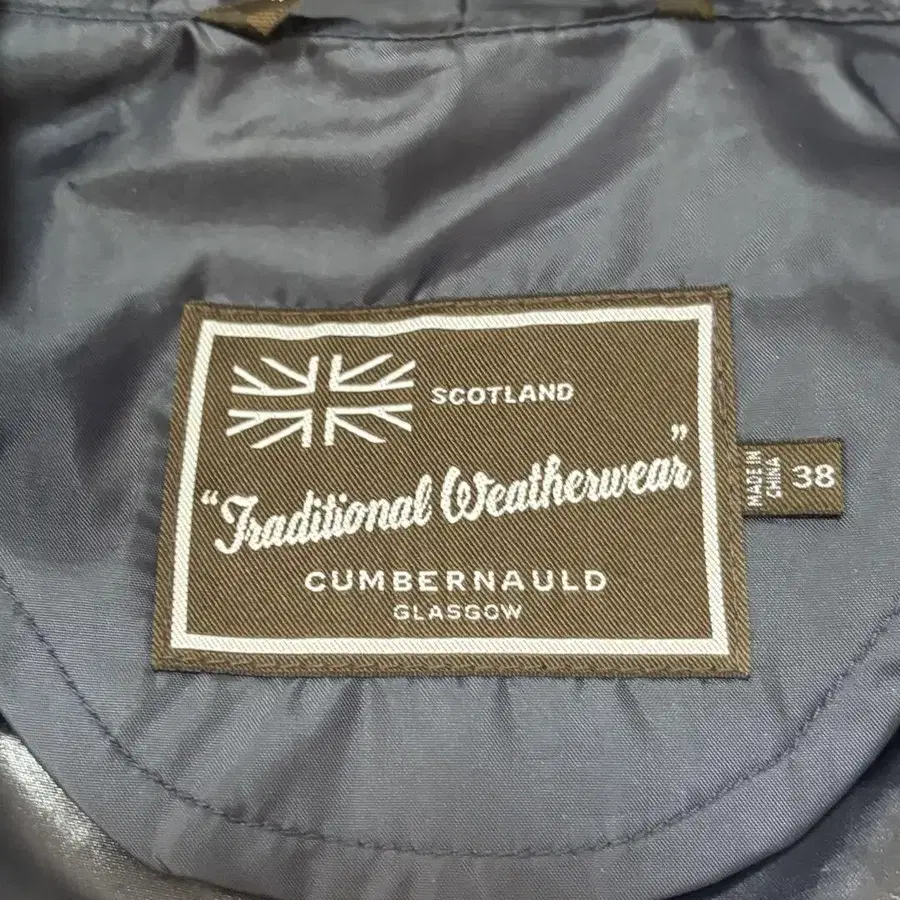 SCOTLAND
"Traditional Weatherwear"
CUMBERNAULD
GLASGOW
MADE IN
CHINA
38